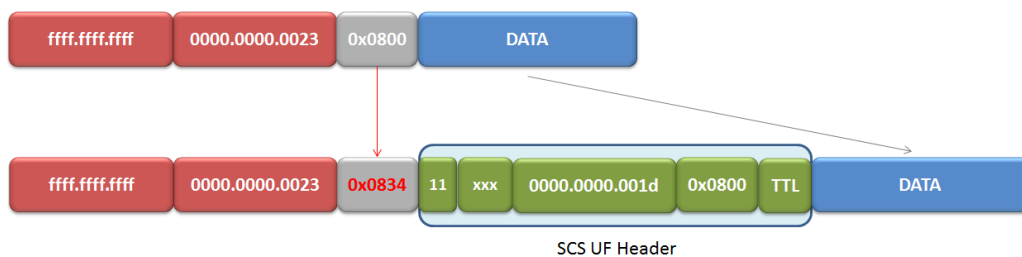 ffff.ffff.ffff 0000.0000.0023 0x0800 DATA
ffff.ffff.ffff 0000.0000.0023 0x0834 11 xxx 0000.0000.001d 0x0800 TTL DATA
SCS UF Header